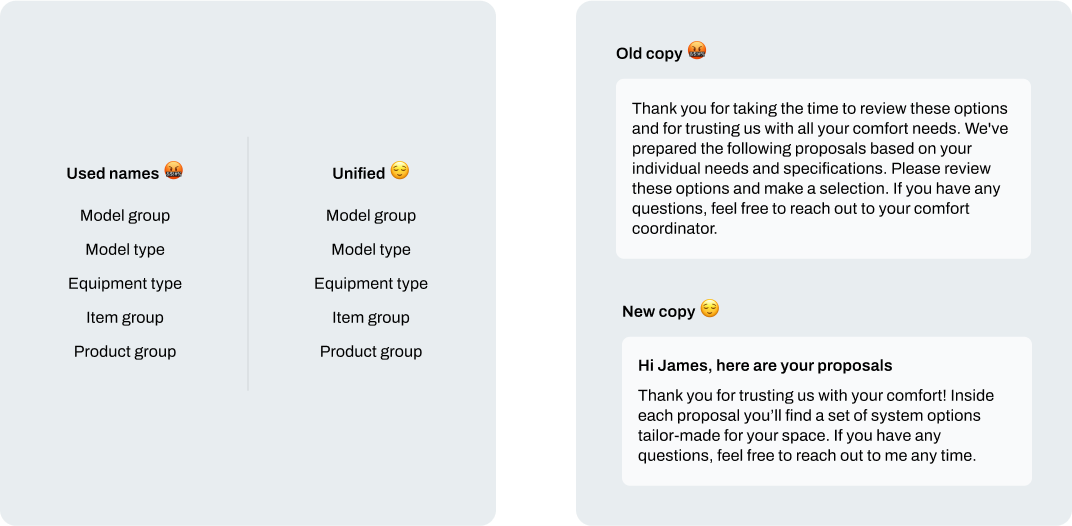 Used names 🤬
Model group
Model type
Equipment type
Item group
Product group
Unified 😌
Model group
Model type
Equipment type
Item group
Product group
Old copy 🤬
Thank you for taking the time to review these options
and for trusting us with all your comfort needs. We've
prepared the following proposals based on your
individual needs and specifications. Please review
these options and make a selection. If you have any
questions, feel free to reach out to your comfort
coordinator.
New copy 😌
Hi James, here are your proposals
Thank you for trusting us with your comfort! Inside
each proposal you’ll find a set of system options
tailor-made for your space. If you have any
questions, feel free to reach out to me any time.